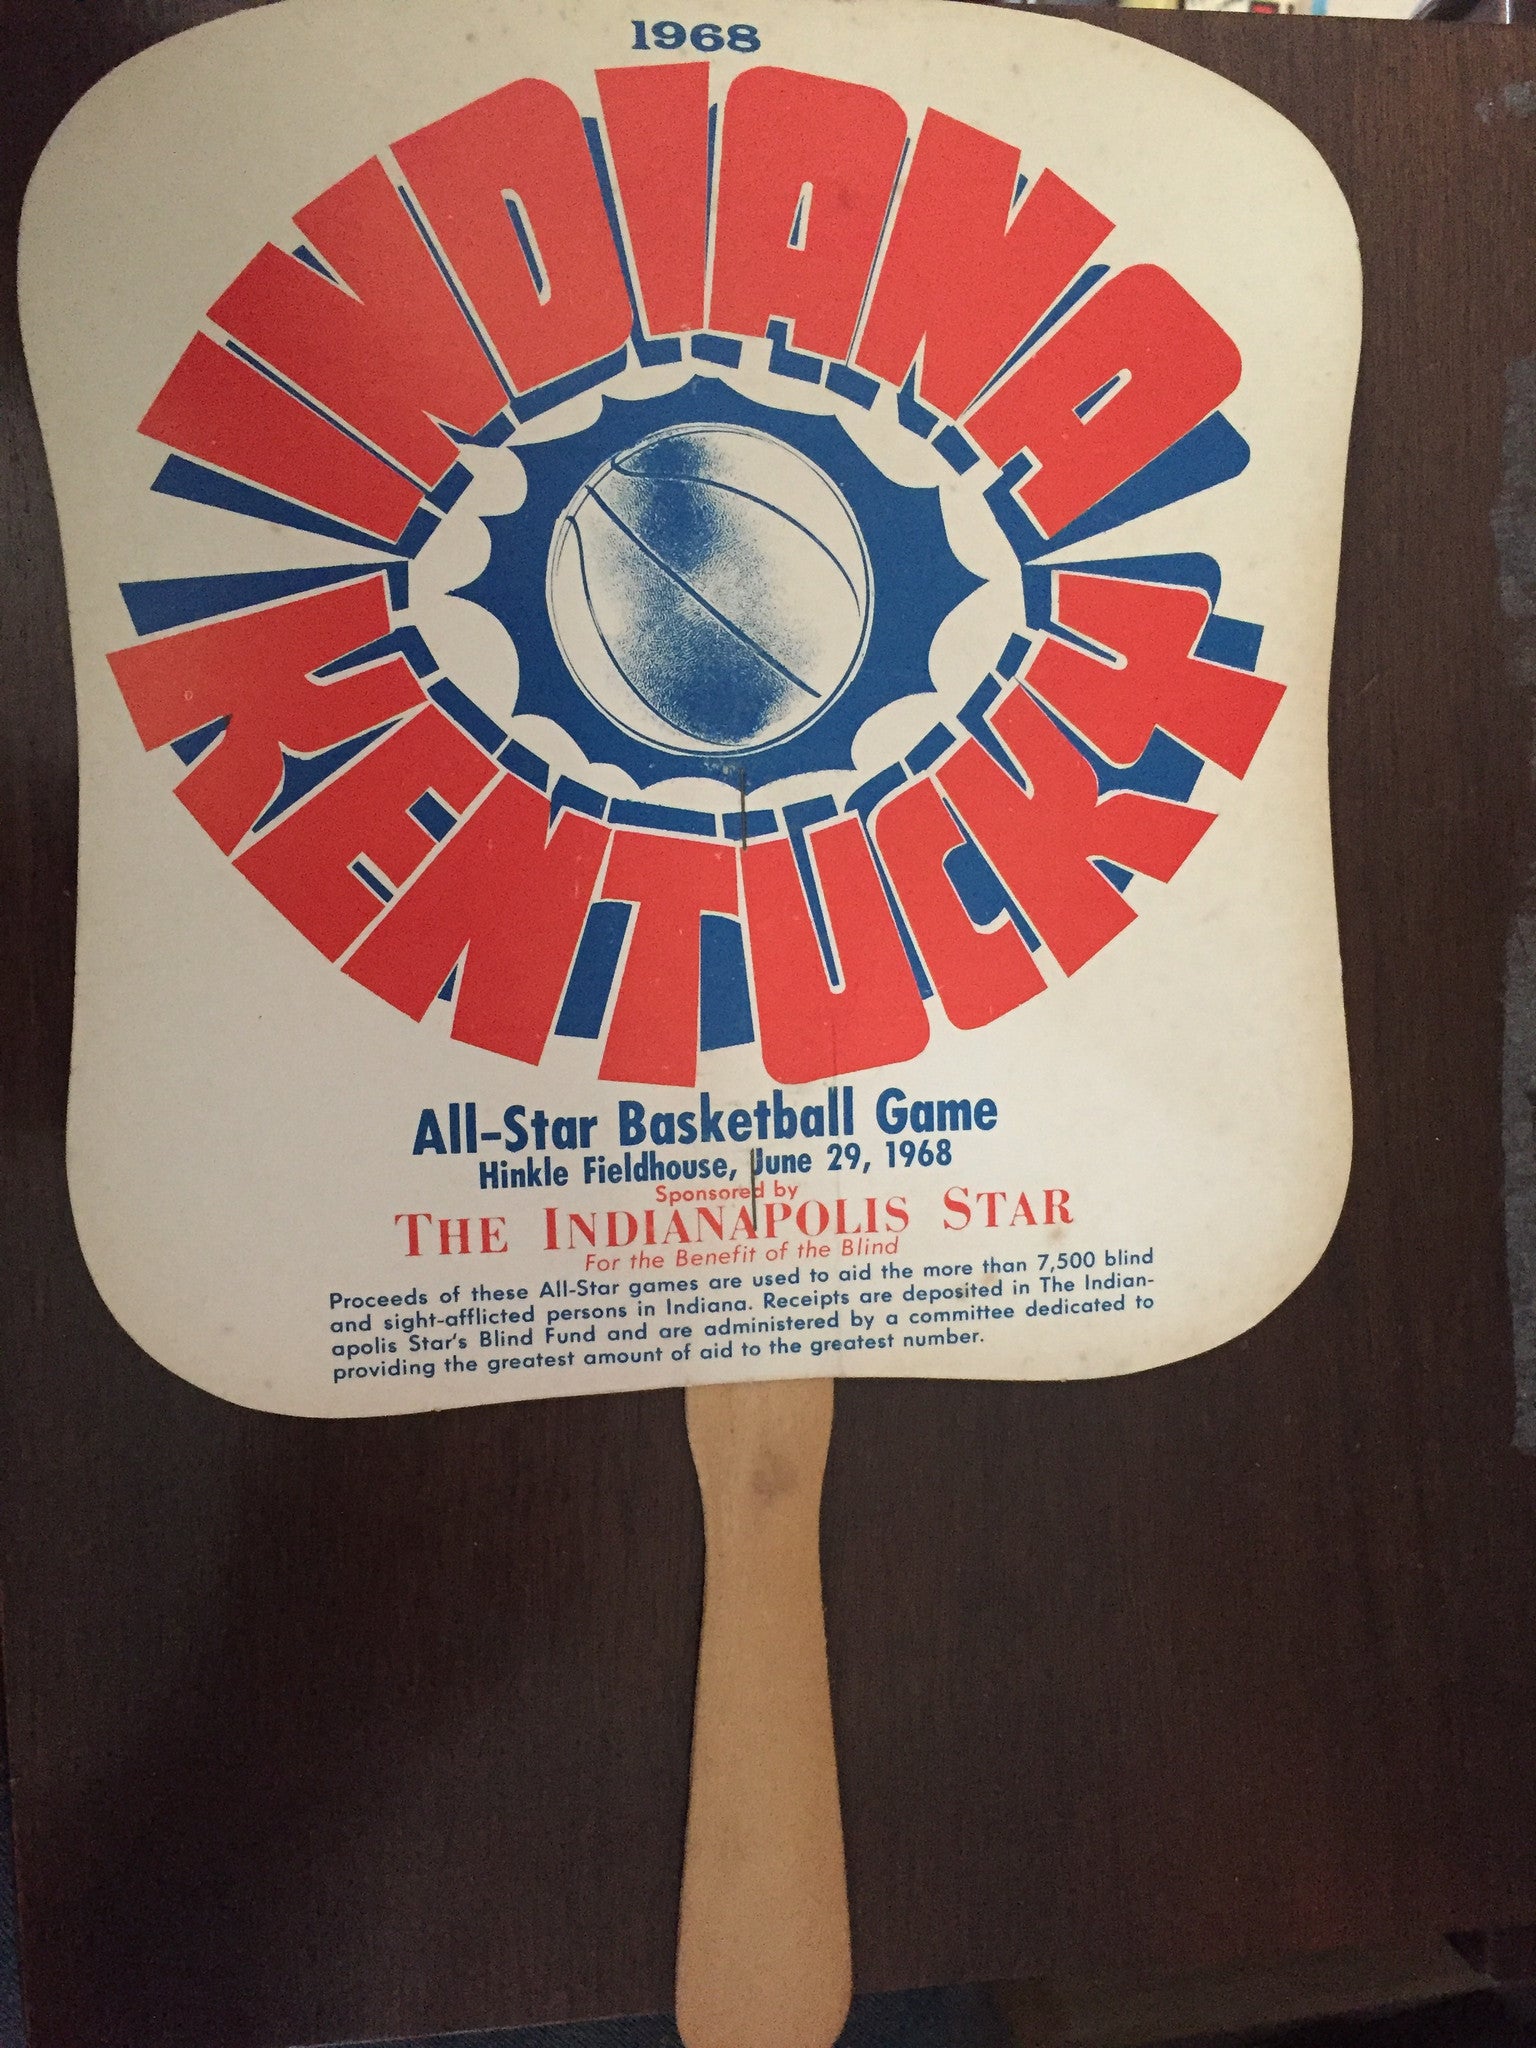 1968
INDIANA
KENTUCKY
All-Star Basketball Game
Hinkle Fieldhouse, June 29, 1968
Sponsored by
THE INDIANAPOLIS STAR
For the Benefit of the Blind
Proceeds of these All-Star games are used to aid the more than 7,500 blind
and sight-afflicted persons in Indiana. Receipts are deposited in The Indian-
apolis Star's Blind Fund and are administered by a committee dedicated to
providing the greatest amount of aid to the greatest number.